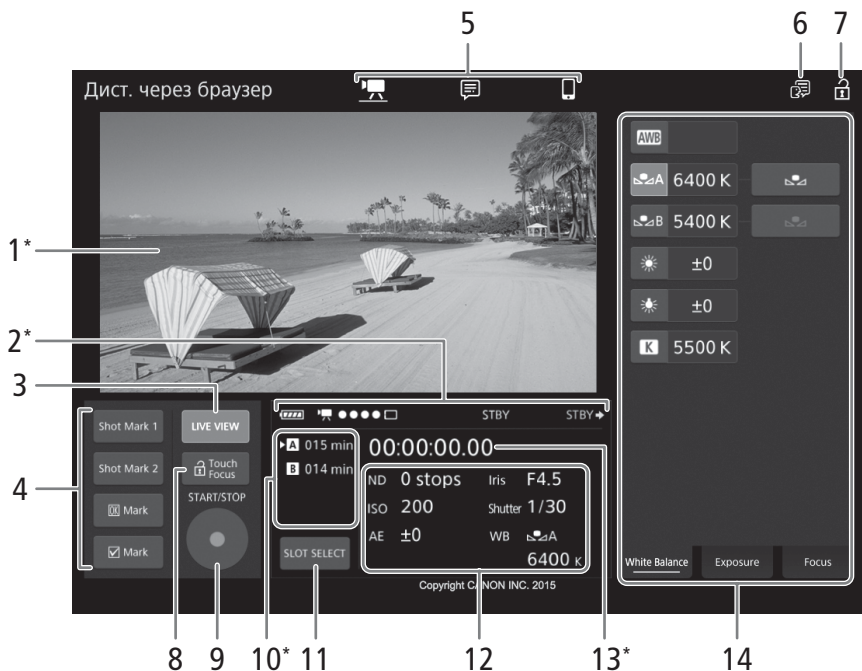 5
6
7
Дист. через браузер
AWB
A 6400 K
B 5400 K
±0
±0
K 5500 K
1*
2*
3
4
Shot Mark 1
LIVE VIEW
Shot Mark 2
Touch
Focus
OK Mark
START/STOP
Mark
STBY
STBY
A 015 min
00:00:00.00
B 014 min
ND 0 stops Iris F4.5
ISO 200 Shutter 1/30
AE ±0 WB A
6400 K
SLOT SELECT
Copyright CANON INC. 2015
White Balance
Exposure
Focus
8
9
10*
11
12
13*
14